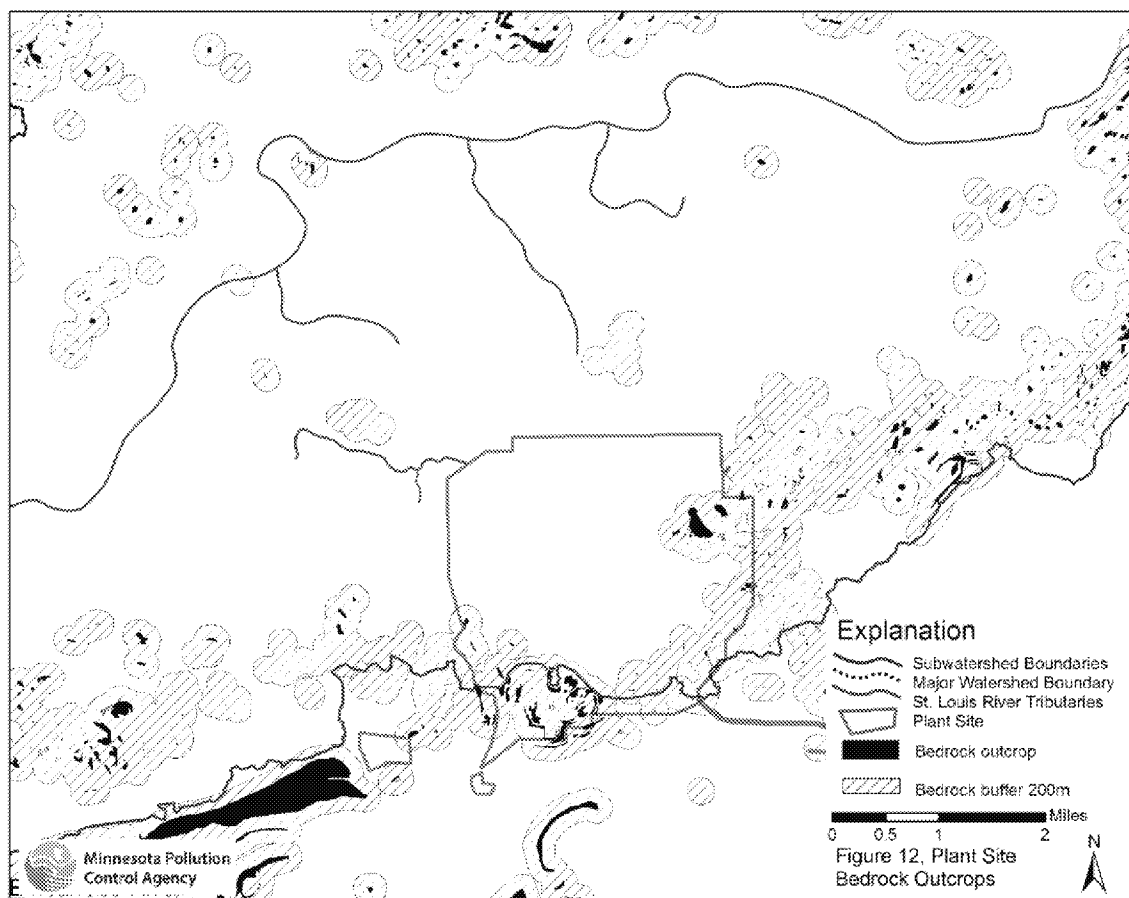 Explanation
Subwatershed Boundaries
Major Watershed Boundary
St. Louis River Tributaries
Plant Site
Bedrock outcrop
Bedrock buffer 200m
Miles
0 0.5 1 2
Figure 12, Plant Site
Bedrock Outcrops
N
Minnesota Pollution
Control Agency
E